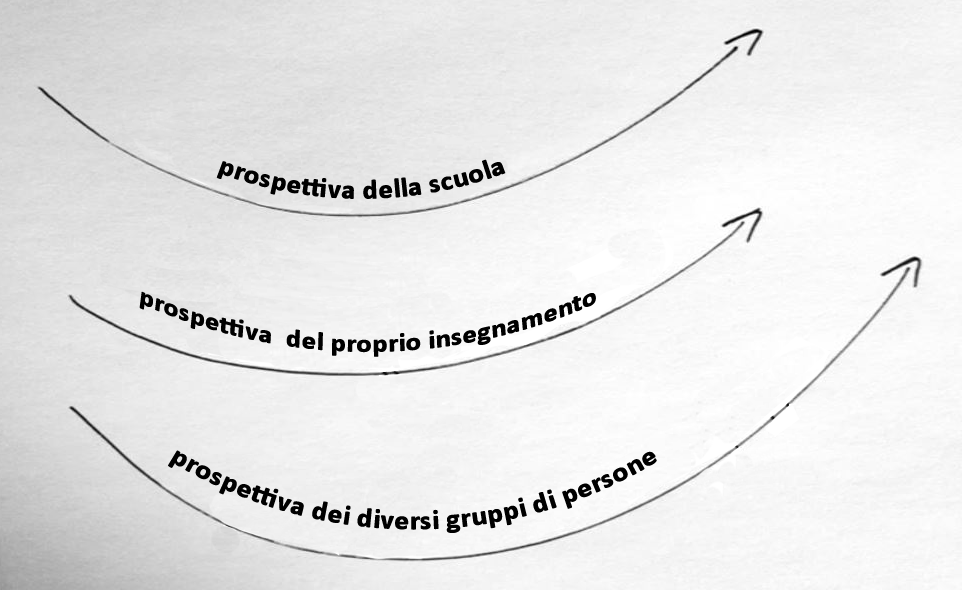 prospettiva della scuola
prospettiva del proprio insegnamento
prospettiva dei diversi gruppi di persone